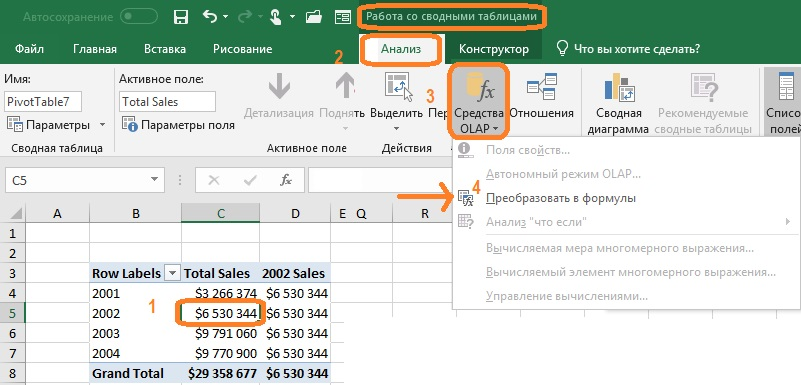 Автосохранение
Работа со сводными таблицами
Файл Главная Вставка Рисование Анализ Конструктор Что вы хотите сделать?
2
Имя:
PivotTable7
Параметры
Сводная таблица
Активное поле:
Total Sales
Параметры поля
Детализация
Поднять
Активное поле
Выделить
Действия
3
Пер
Средства
OLAP
fx
Отношения
Сводная
диаграмма
Рекомендуемые
сводные таблицы
Список
полей
Поля свойств...
Автономный режим OLAP...
4
Преобразовать в формулы
Анализ "что если"
Вычисляемая мера многомерного выражения...
Вычисляемый элемент многомерного выражения...
Управление вычислениями...
C5 fx
A B C D E Q R
1
2
3 Row Labels Total Sales 2002 Sales
4 2001 $3 266 374 $6 530 344
1
5 2002 $6 530 344 $6 530 344
6 2003 $9 791 060 $6 530 344
7 2004 $9 770 900 $6 530 344
8 Grand Total $29 358 677 $6 530 344